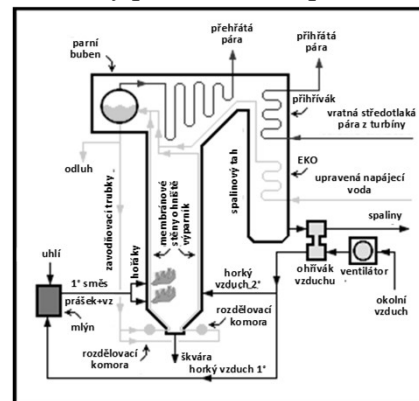 parní
buben
přehřátá
pára
přihřátá
pára
přihřívák
vratná středotlaká
pára z turbíny
EKO
upravená napájecí
voda
odluh
zavodňovací trubky
hořáky
membránové
stěny ohniště
výparník
spalinový tah
spaliny
ohřívák
vzduchu
ventilátor
okolní
vzduch
uhlí
1° směs
prášek+vz
mlýn
horký
vzduch 2°
rozdělovací
komora
rozdělovací
komora
škvára
horký vzduch 1°